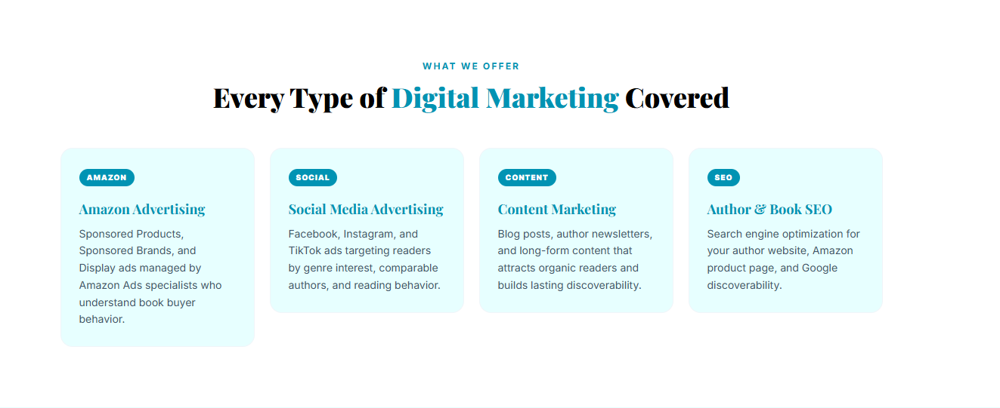 WHAT WE OFFER
Every Type of Digital Marketing Covered
AMAZON
Amazon Advertising
Sponsored Products,
Sponsored Brands, and
Display ads managed by
Amazon Ads specialists who
understand book buyer
behavior.
SOCIAL
Social Media Advertising
Facebook, Instagram, and
TikTok ads targeting readers
by genre interest, comparable
authors, and reading behavior.
CONTENT
Content Marketing
Blog posts, author newsletters,
and long-form content that
attracts organic readers and
builds lasting discoverability.
SEO
Author & Book SEO
Search engine optimization for
your author website, Amazon
product page, and Google
discoverability.